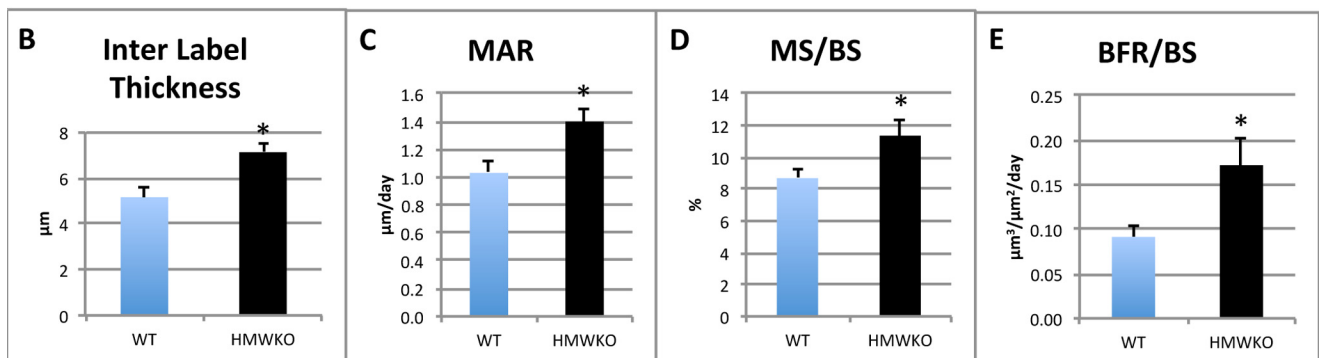 B
Inter Label
Thickness
8
6
4
2
0
μm
*
WT
HMWKO
C
MAR
1.6
1.4
1.2
1.0
0.8
0.6
0.4
0.2
0.0
μm/day
*
WT
HMWKO
D
MS/BS
14
12
10
8
6
4
2
0
%
*
WT
HMWKO
E
BFR/BS
0.25
0.20
0.15
0.10
0.05
0.00
μm³/μm²/day
*
WT
HMWKO